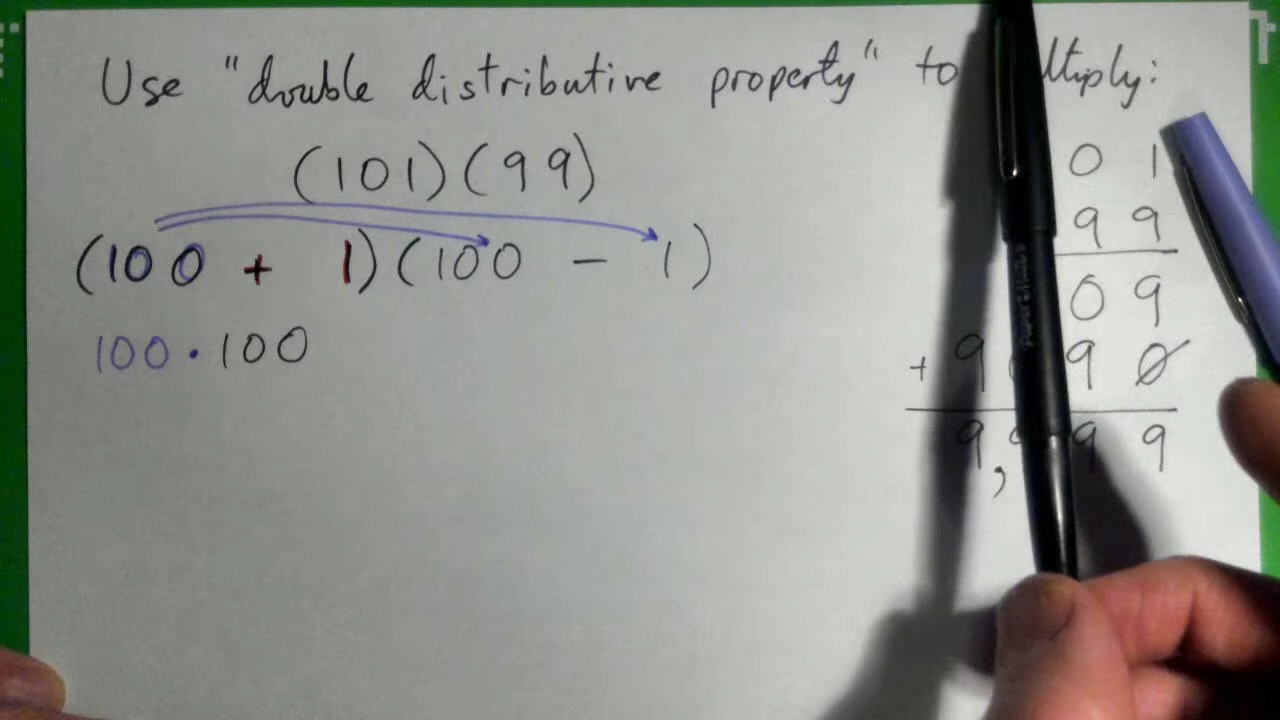 Use "double distributive property" to
(101)(99)
(100 + 1)(100 - 1)
100·100
0 1
9 9
0 9
+ 9 9 0
9, 9 9